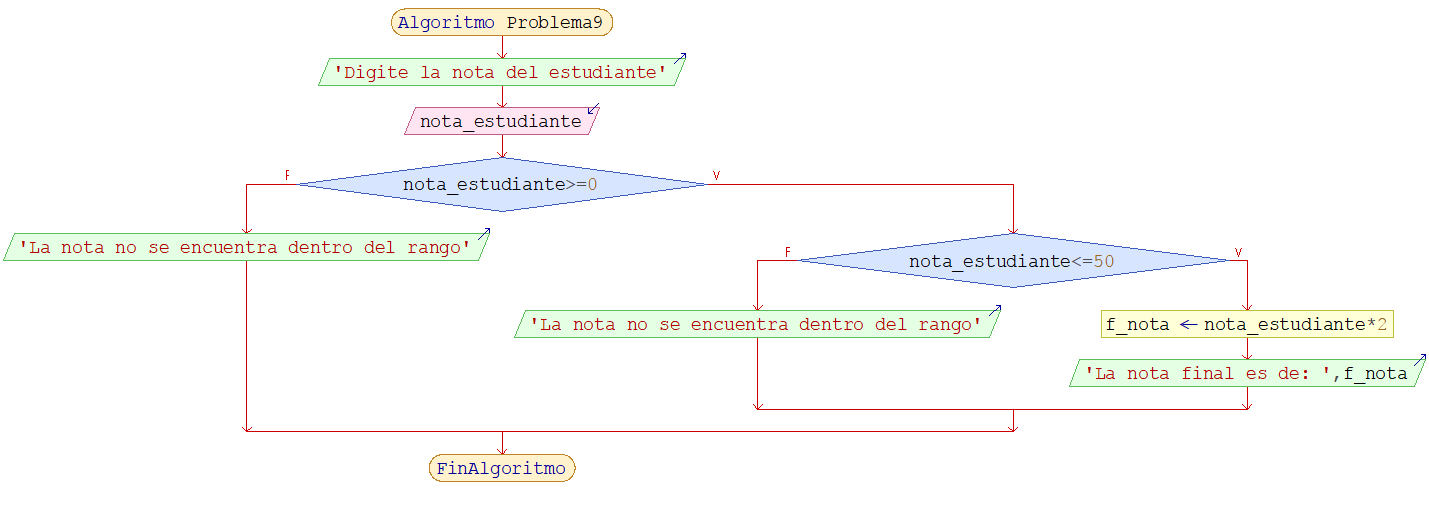 Algoritmo Problema9
'Digite la nota del estudiante'
nota_estudiante
F
nota_estudiante>=0
V
'La nota no se encuentra dentro del rango'
F
nota_estudiante<=50
V
'La nota no se encuentra dentro del rango'
f_nota ← nota_estudiante*2
'La nota final es de: ',f_nota
FinAlgoritmo